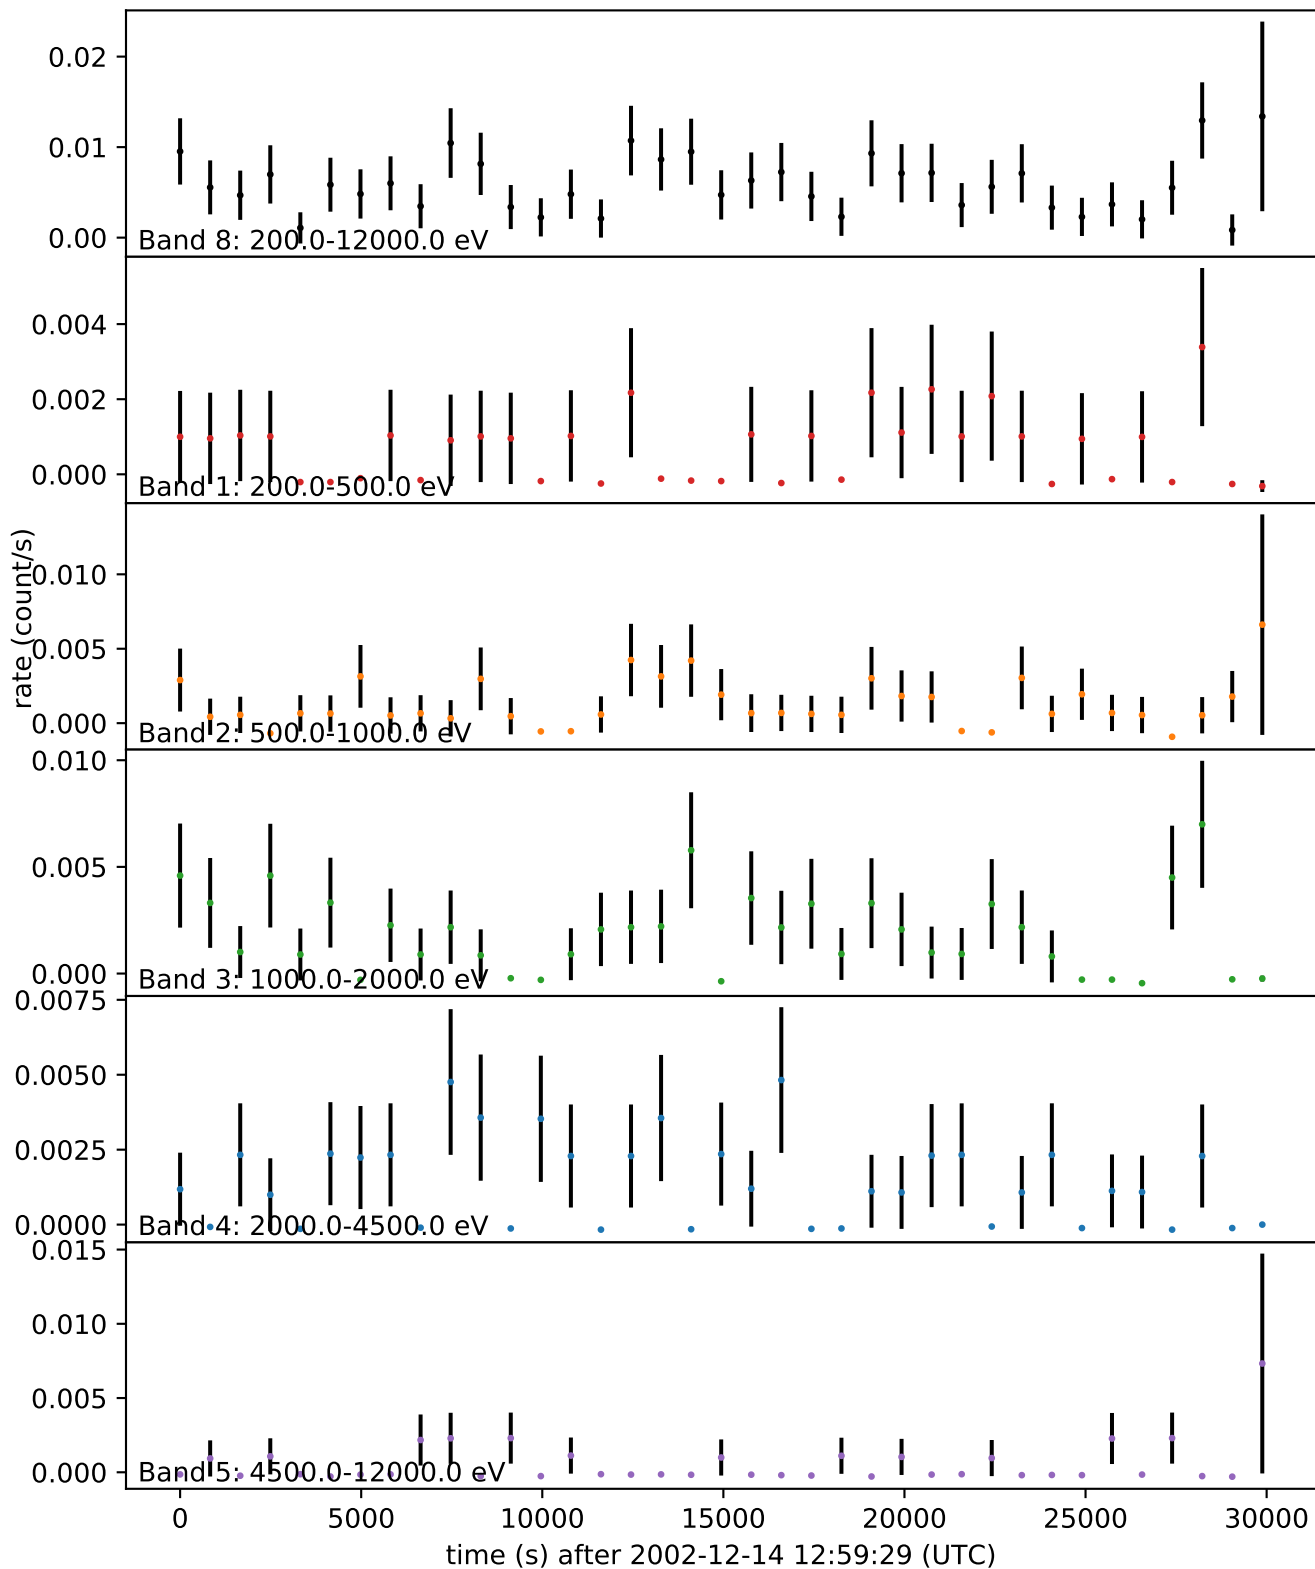 0.02
0.01
0.00
Band 8: 200.0-12000.0 eV
0.004
0.002
0.000
Band 1: 200.0-500.0 eV
rate (count/s)
0.010
0.005
0.000
Band 2: 500.0-1000.0 eV
0.010
0.005
0.000
Band 3: 1000.0-2000.0 eV
0.0075
0.0050
0.0025
0.0000
Band 4: 2000.0-4500.0 eV
0.015
0.010
0.005
0.000
Band 5: 4500.0-12000.0 eV
0 5000 10000 15000 20000 25000 30000
time (s) after 2002-12-14 12:59:29 (UTC)